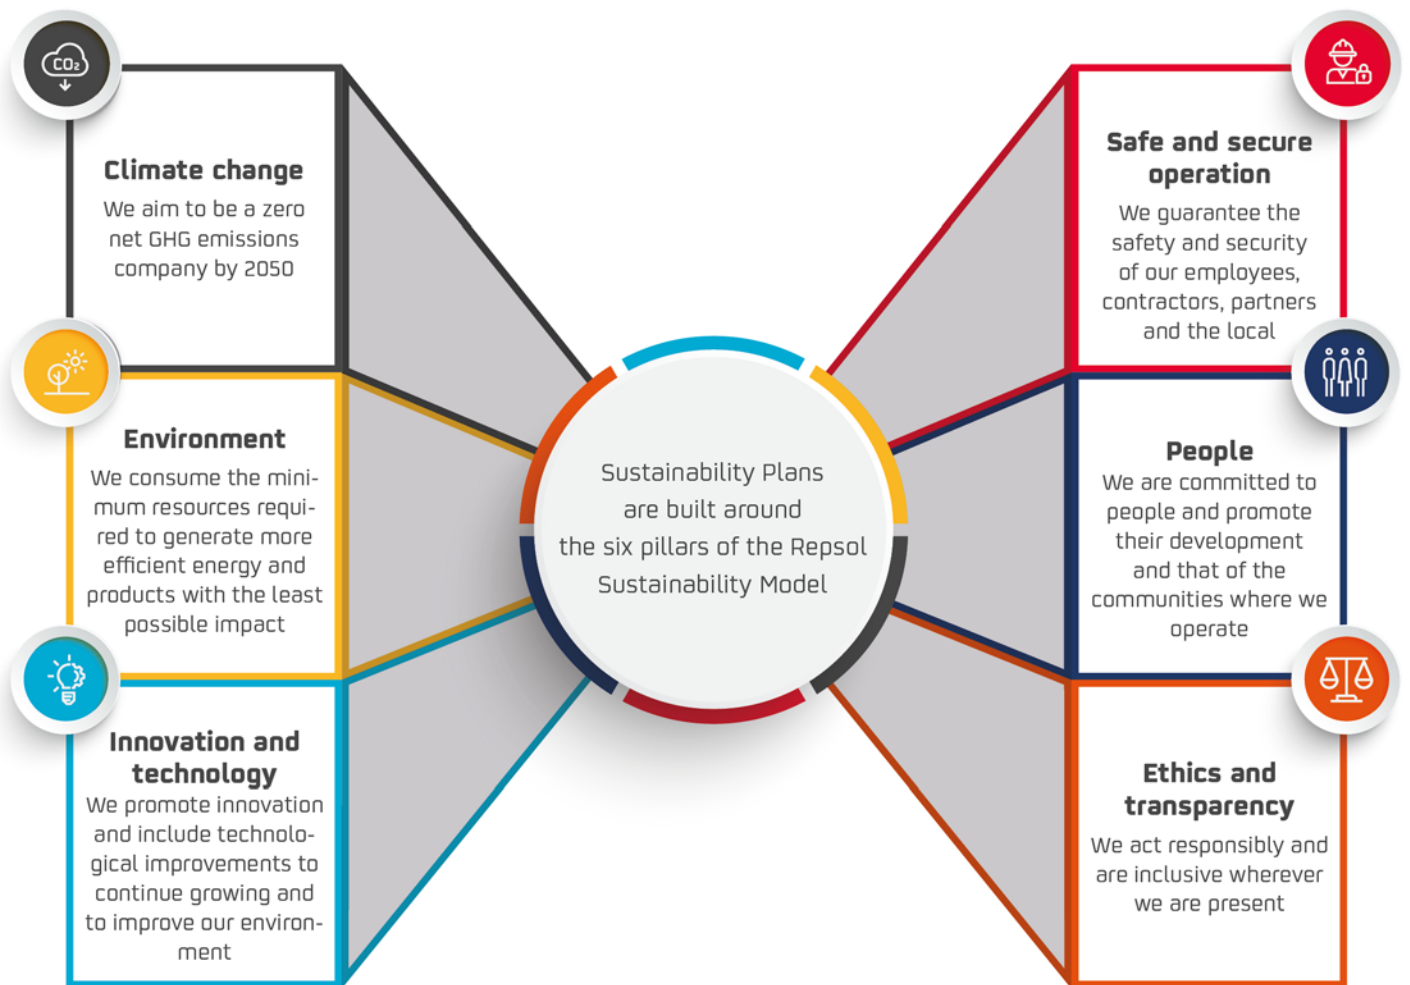 CO₂
Climate change
We aim to be a zero
net GHG emissions
company by 2050
Environment
We consume the mini-
mum resources requi-
red to generate more
efficient energy and
products with the least
possible impact
Innovation and
technology
We promote innovation
and include technolo-
gical improvements to
continue growing and
to improve our environ-
ment
Sustainability Plans
are built around
the six pillars of the Repsol
Sustainability Model
Safe and secure
operation
We guarantee the
safety and security
of our employees,
contractors, partners
and the local
People
We are committed to
people and promote
their development
and that of the
communities where we
operate
Ethics and
transparency
We act responsibly and
are inclusive wherever
we are present